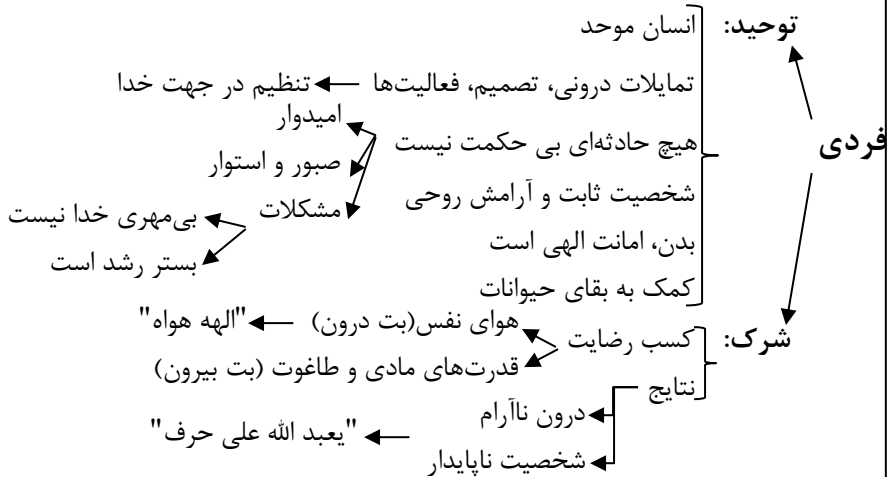 توحید: انسان موحد
تمایلات درونی، تصمیم، فعالیت‌ها تنظیم در جهت خدا
امیدوار
فردی
هیچ حادثه‌ای بی حکمت نیست
صبور و استوار
شخصیت ثابت و آرامش روحی
مشکلات
بی‌مهری خدا نیست
بدن، امانت الهی است
بستر رشد است
کمک به بقای حیوانات
هوای نفس(بت درون) "الهه هواه"
شرک: کسب رضایت
قدرت‌های مادی و طاغوت (بت بیرون)
نتایج
درون ناآرام
"یعبد الله علی حرف"
شخصیت ناپایدار